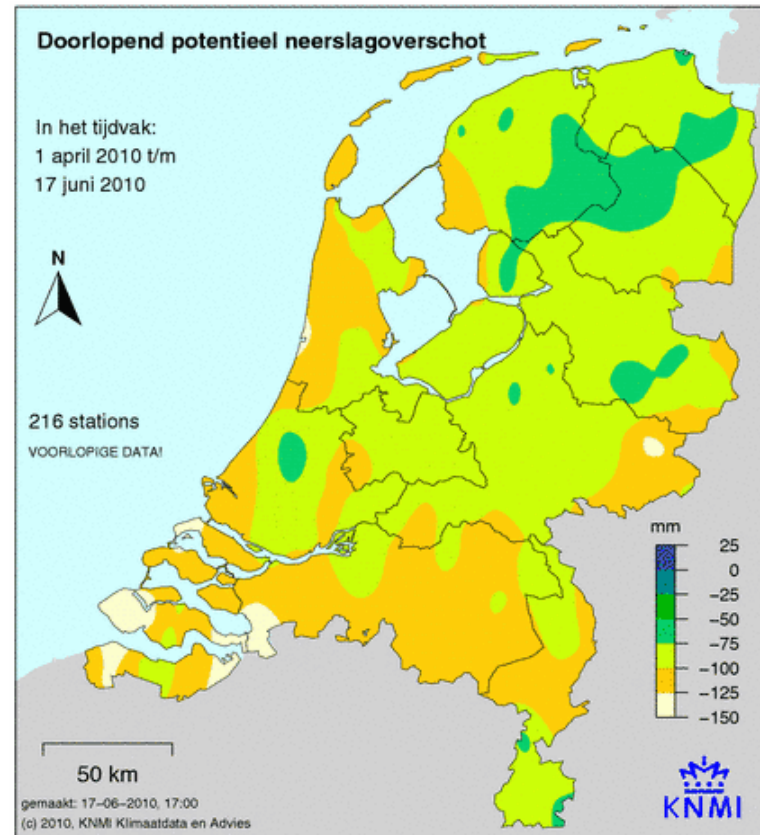 Doorlopend potentieel neerslagoverschot
In het tijdvak:
1 april 2010 t/m
17 juni 2010
N
216 stations
VOORLOPIGE DATA!
mm
25
0
−25
−50
−75
−100
−125
−150
50 km
gemaakt: 17−06−2010, 17:00
(c) 2010, KNMI Klimaatdata en Advies
KNMI